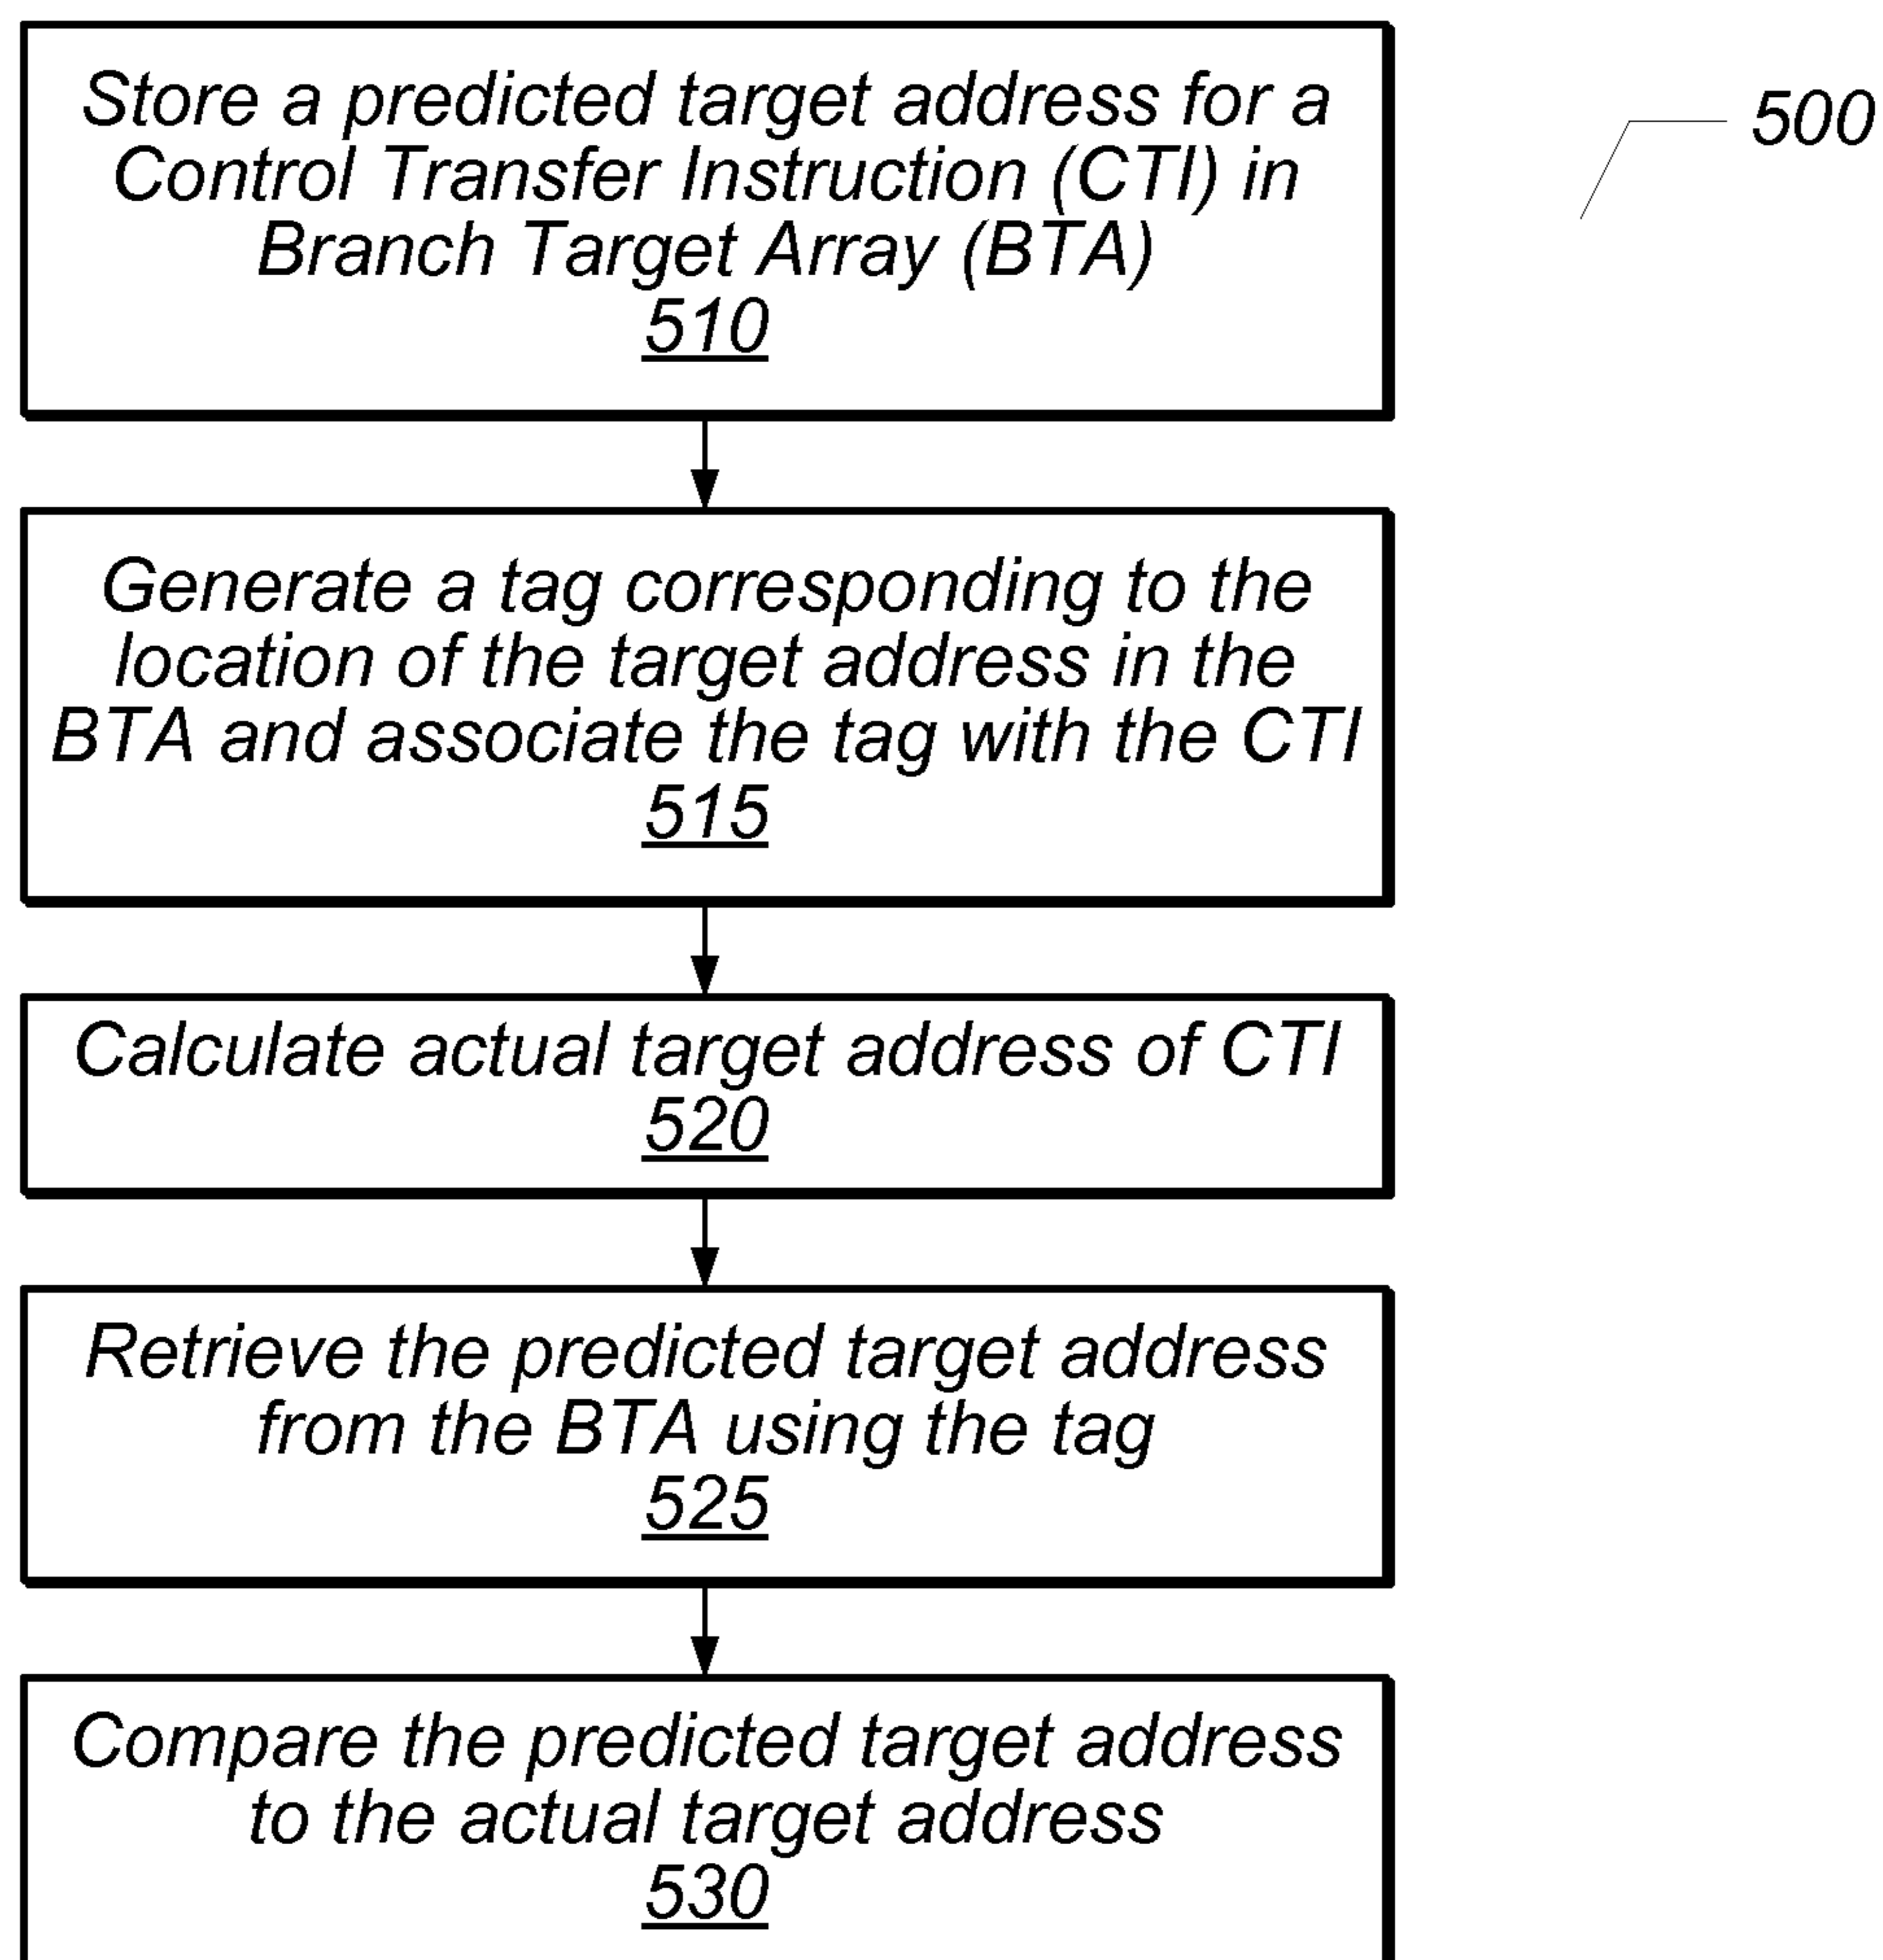 Store a predicted target address for a
Control Transfer Instruction (CTI) in
Branch Target Array (BTA)
510
500
Generate a tag corresponding to the
location of the target address in the
BTA and associate the tag with the CTI
515
Calculate actual target address of CTI
520
Retrieve the predicted target address
from the BTA using the tag
525
Compare the predicted target address
to the actual target address
530